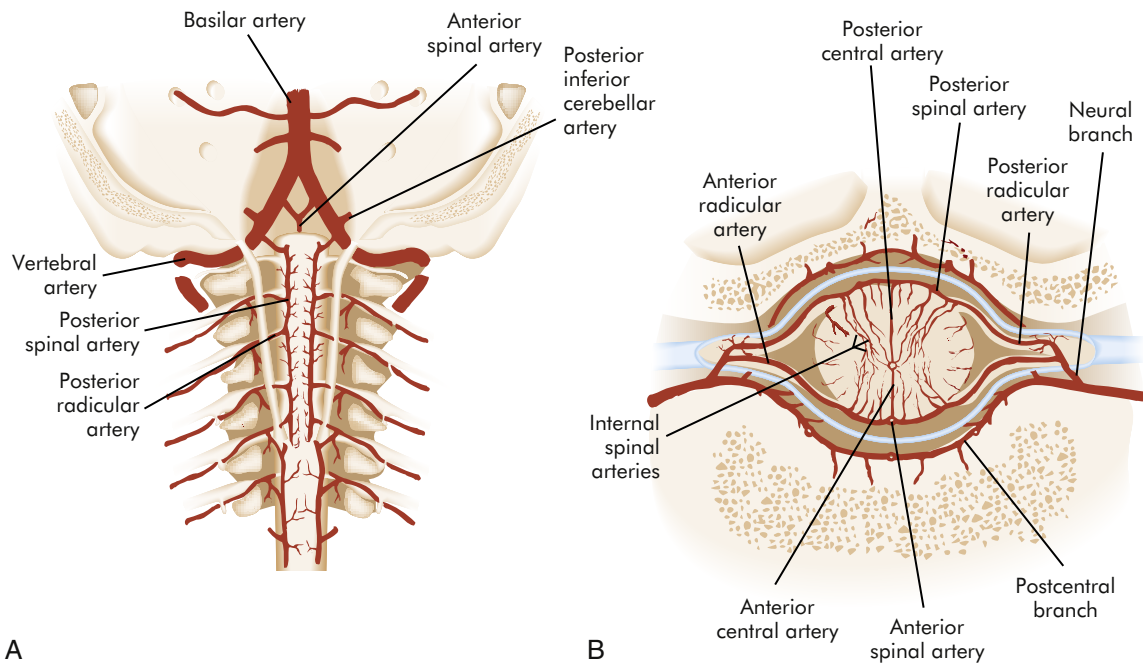 Basilar artery
Anterior
spinal artery
Posterior
inferior
cerebellar
artery
Vertebral
artery
Posterior
spinal artery
Posterior
radicular
artery
A
Posterior
central artery
Posterior
spinal artery
Neural
branch
Anterior
radicular
artery
Posterior
radicular
artery
Internal
spinal
arteries
Anterior
central artery
Anterior
spinal artery
Postcentral
branch
B